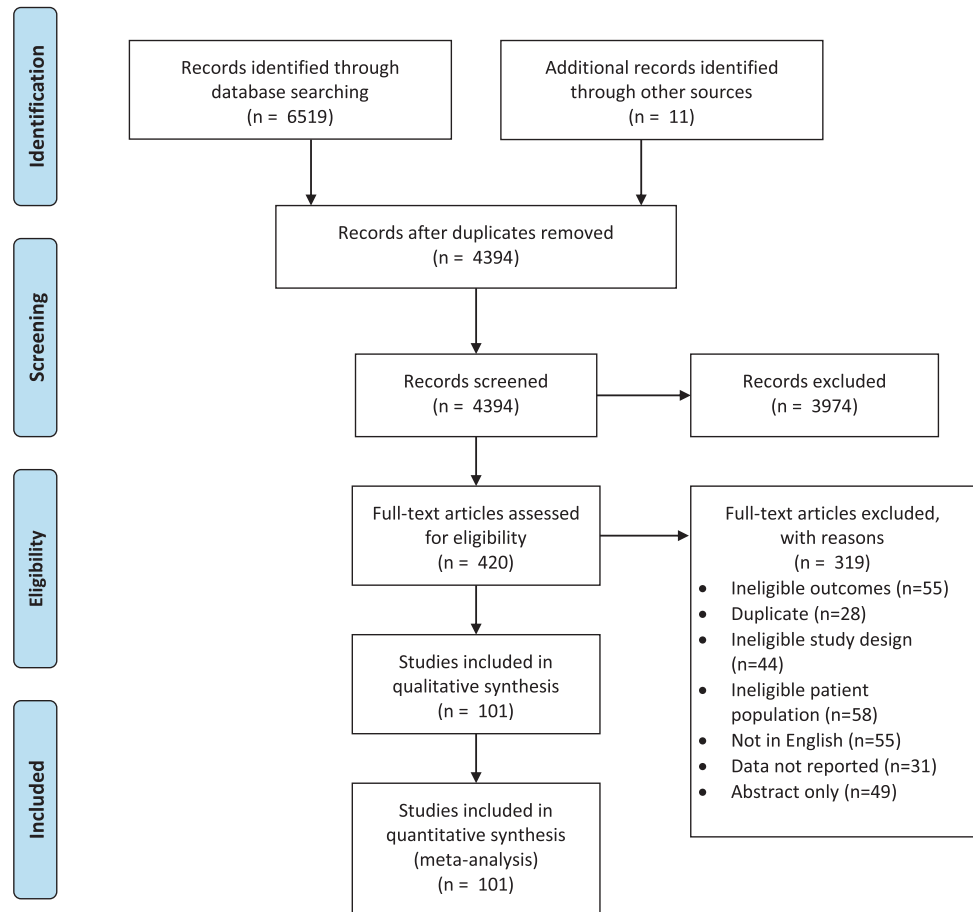 Identification
Records identified through
database searching
(n = 6519)
Additional records identified
through other sources
(n = 11)
Records after duplicates removed
(n = 4394)
Screening
Records screened
(n = 4394)
Records excluded
(n = 3974)
Eligibility
Full-text articles assessed
for eligibility
(n = 420)
Full-text articles excluded,
with reasons
(n = 319)
• Ineligible outcomes (n=55)
• Duplicate (n=28)
• Ineligible study design
(n=44)
• Ineligible patient
population (n=58)
• Not in English (n=55)
• Data not reported (n=31)
• Abstract only (n=49)
Studies included in
qualitative synthesis
(n = 101)
Included
Studies included in
quantitative synthesis
(meta-analysis)
(n = 101)